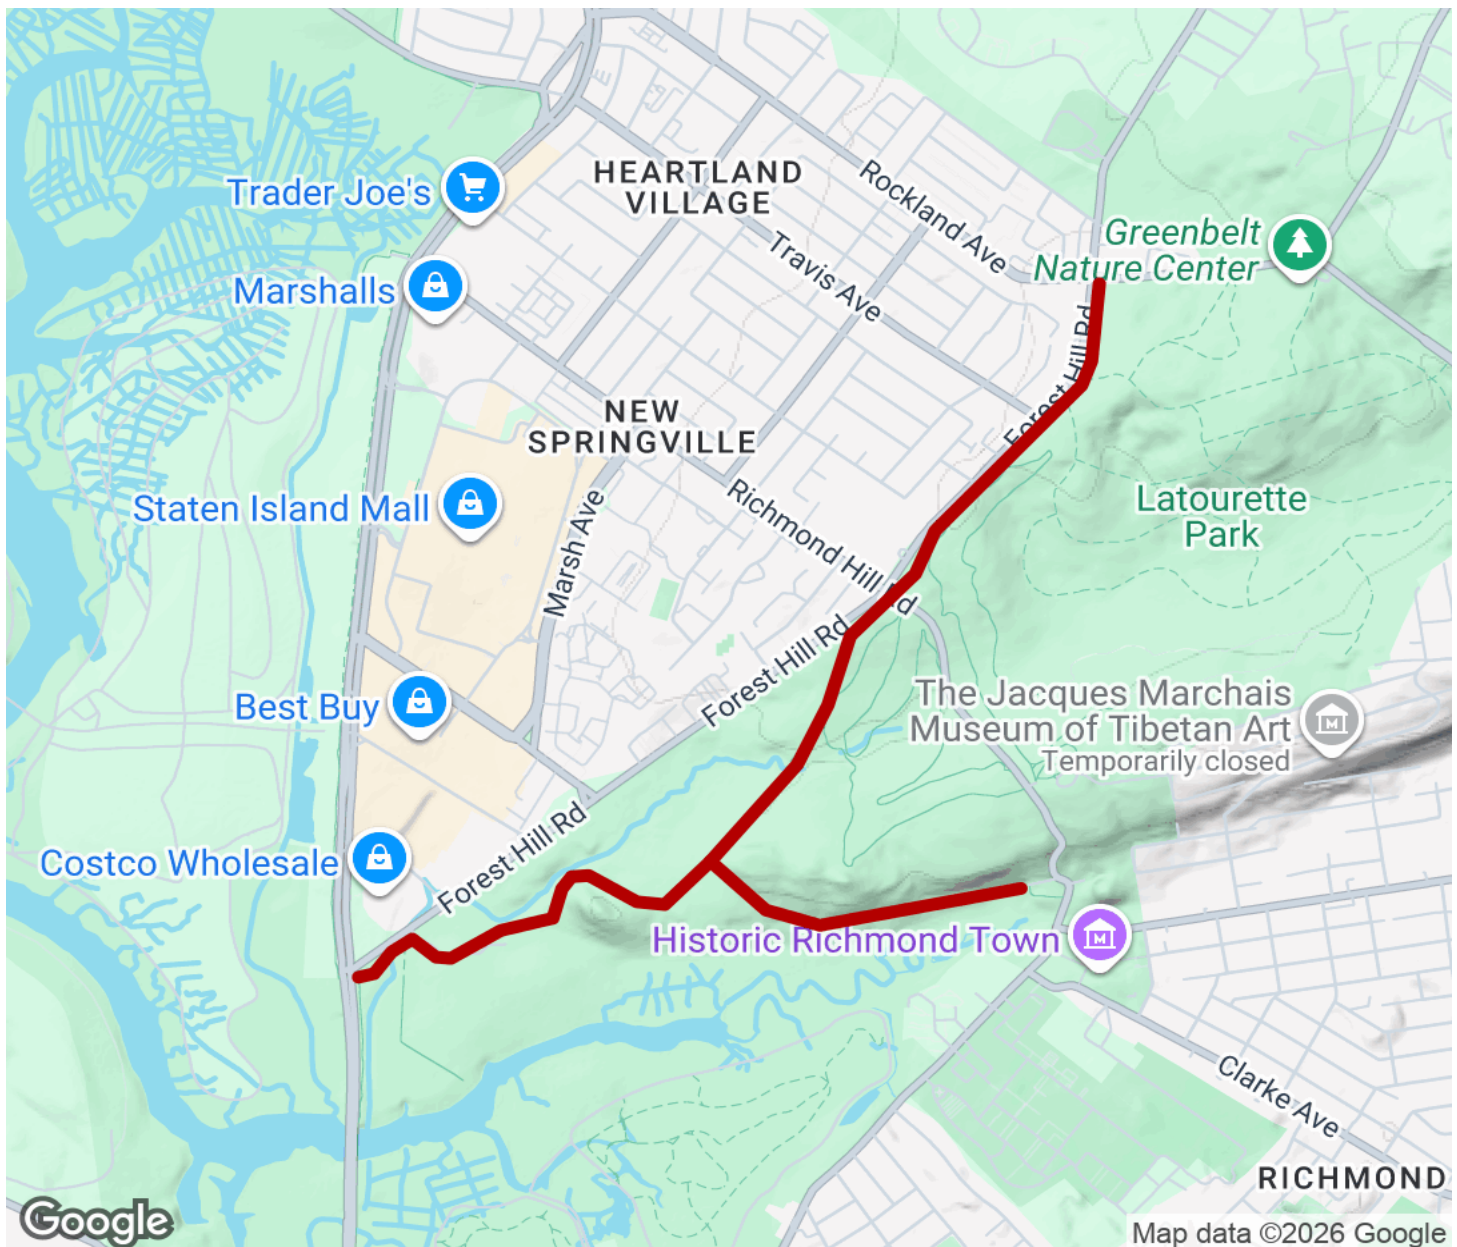 HEARTLAND
VILLAGE
Trader Joe's
Rockland Ave
Greenbelt
Nature Center
Travis Ave
Marshalls
Forest Hill Rd
NEW
SPRINGVILLE
Staten Island Mall
Marsh Ave
Richmond Hill Rd
Latourette
Park
Forest Hill Rd
Best Buy
The Jacques Marchais
Museum of Tibetan Art
Temporarily closed
Forest Hill Rd
Costco Wholesale
Historic Richmond Town
Clarke Ave
RICHMOND
Google
Map data ©2026 Google